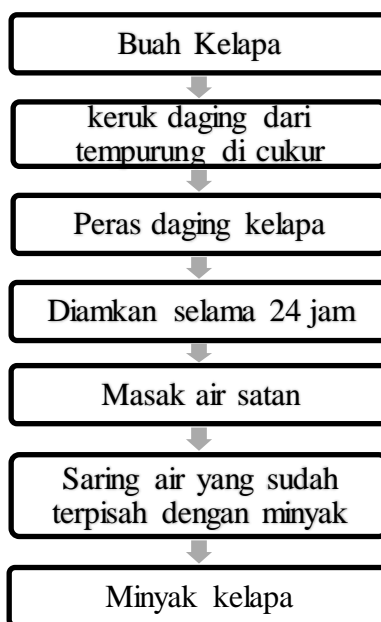 Buah Kelapa
keruk daging dari
tempurung di cukur
Peras daging kelapa
Diamkan selama 24 jam
Masak air satan
Saring air yang sudah
terpisah dengan minyak
Minyak kelapa